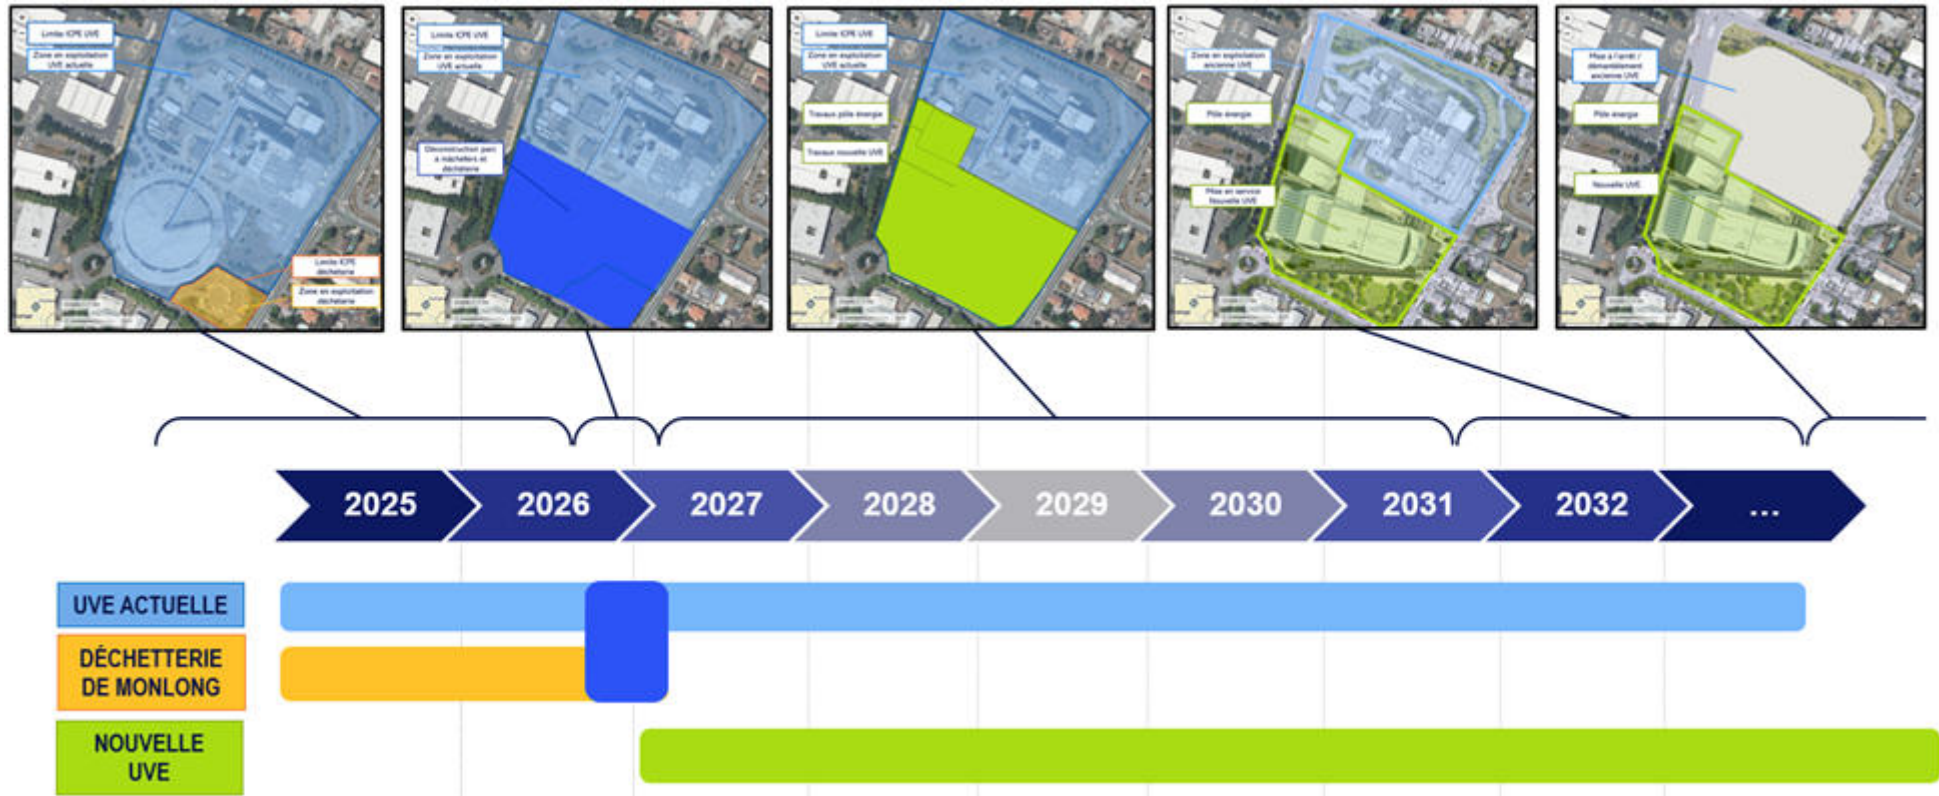 Limite ICPE UVE
Zone en exploitation
UVE actuelle
Limite ICPE
déchèterie
Zone en exploitation
déchèterie
Limite ICPE UVE
Zone en exploitation
UVE actuelle
Déconstruction parc
à mâchefers et
déchèterie
Limite ICPE UVE
Zone en exploitation
UVE actuelle
Travaux pôle énergie
Travaux nouvelle UVE
Zone en exploitation
ancienne UVE
Pôle énergie
Mise en service
Nouvelle UVE
Mise à l'arrêt /
démantèlement
ancienne UVE
Pôle énergie
Nouvelle UVE
2025
2026
2027
2028
2029
2030
2031
2032
...
UVE ACTUELLE
DÉCHETTERIE
DE MONLONG
NOUVELLE
UVE